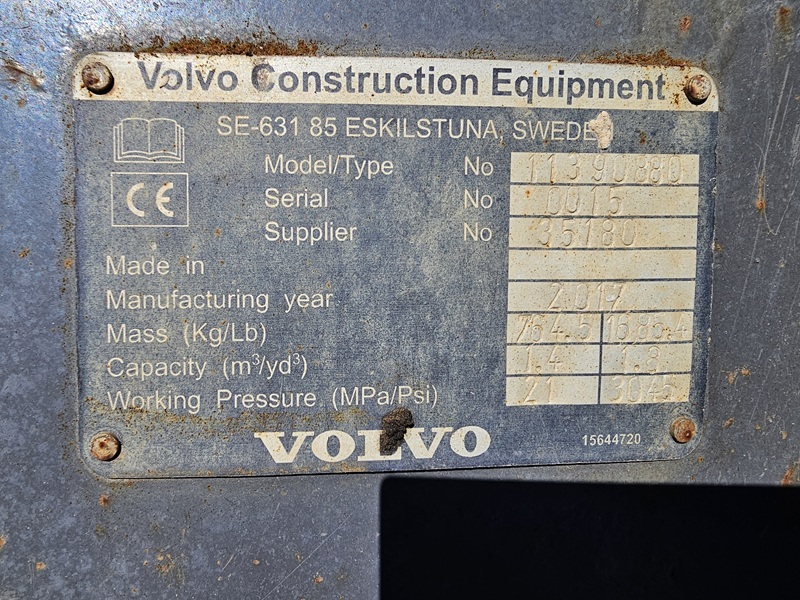 Volvo Construction Equipment
SE-631 85 ESKILSTUNA, SWEDEN
CE
Model/Type No 11390880
Serial No 0015
Supplier No 35180
Made in
Manufacturing year 2017
Mass (Kg/Lb) 764.5 1685.4
Capacity (m³/yd³) 1.4 1.8
Working Pressure (MPa/Psi) 21 3045
VOLVO
15644720